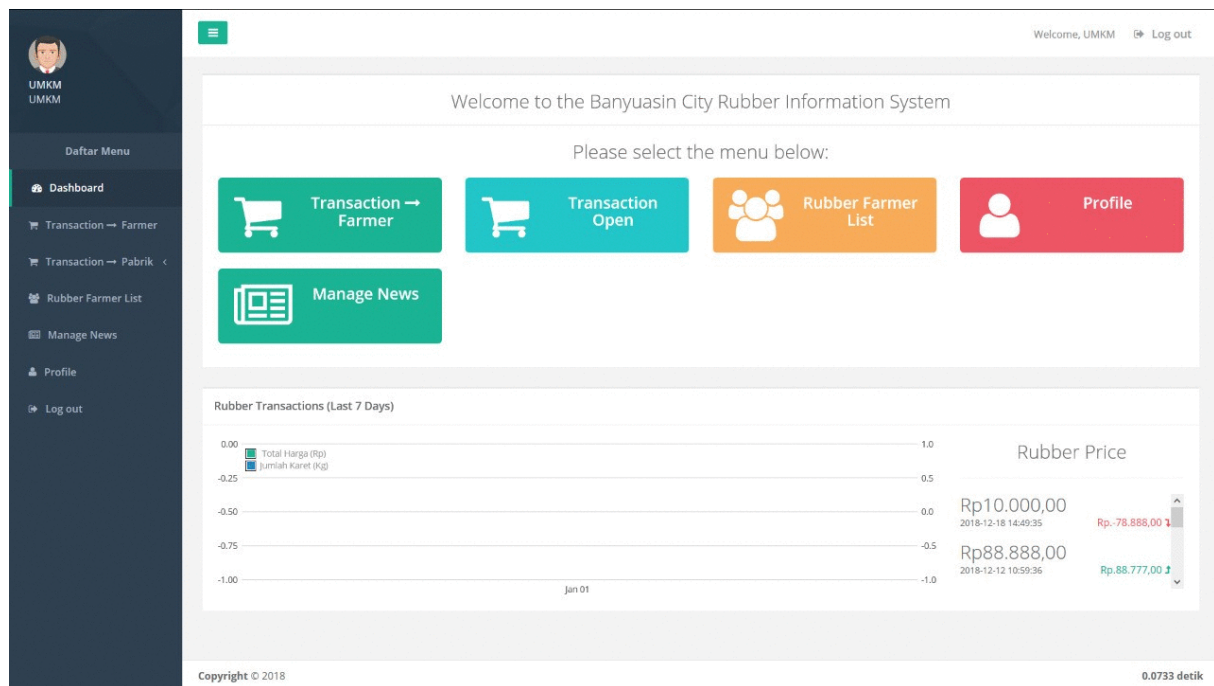 UMKM
UMKM
Daftar Menu
Dashboard
Transaction → Farmer
Transaction → Pabrik <
Rubber Farmer List
Manage News
Profile
Log out
Welcome, UMKM Log out
Welcome to the Banyuasin City Rubber Information System
Please select the menu below:
Transaction →
Farmer
Transaction
Open
Rubber Farmer
List
Profile
Manage News
Rubber Transactions (Last 7 Days)
0.00
-0.25
-0.50
-0.75
-1.00
Total Harga (Rp)
Jumlah Karet (Kg)
1.0
0.5
0.0
-0.5
-1.0
Jan 01
Rubber Price
Rp10.000,00
2018-12-18 14:49:35 Rp.-78.888,00
Rp88.888,00
2018-12-12 10:59:36 Rp.88.777,00
Copyright © 2018 0.0733 detik